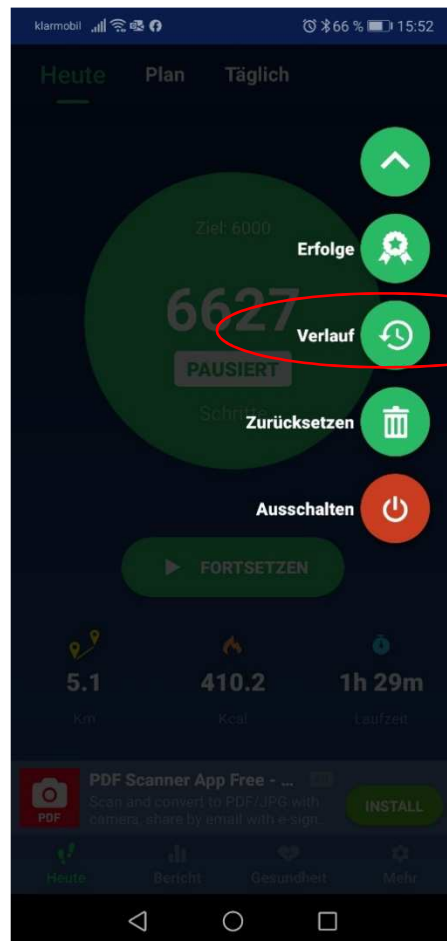 klarmobil 66 % 15:52
Heute Plan Täglich
Ziel: 6000
Erfolge
6627
Verlauf
PAUSIERT
Schritte
Zurücksetzen
Ausschalten
FORTSETZEN
5.1 410.2 1h 29m
Km Kcal Laufzeit
PDF Scanner App Free - ...
Scan and convert to PDF/JPG with
camera, share by email with e-sign...
PDF
INSTALL
Heute Bericht Gesundheit Mehr